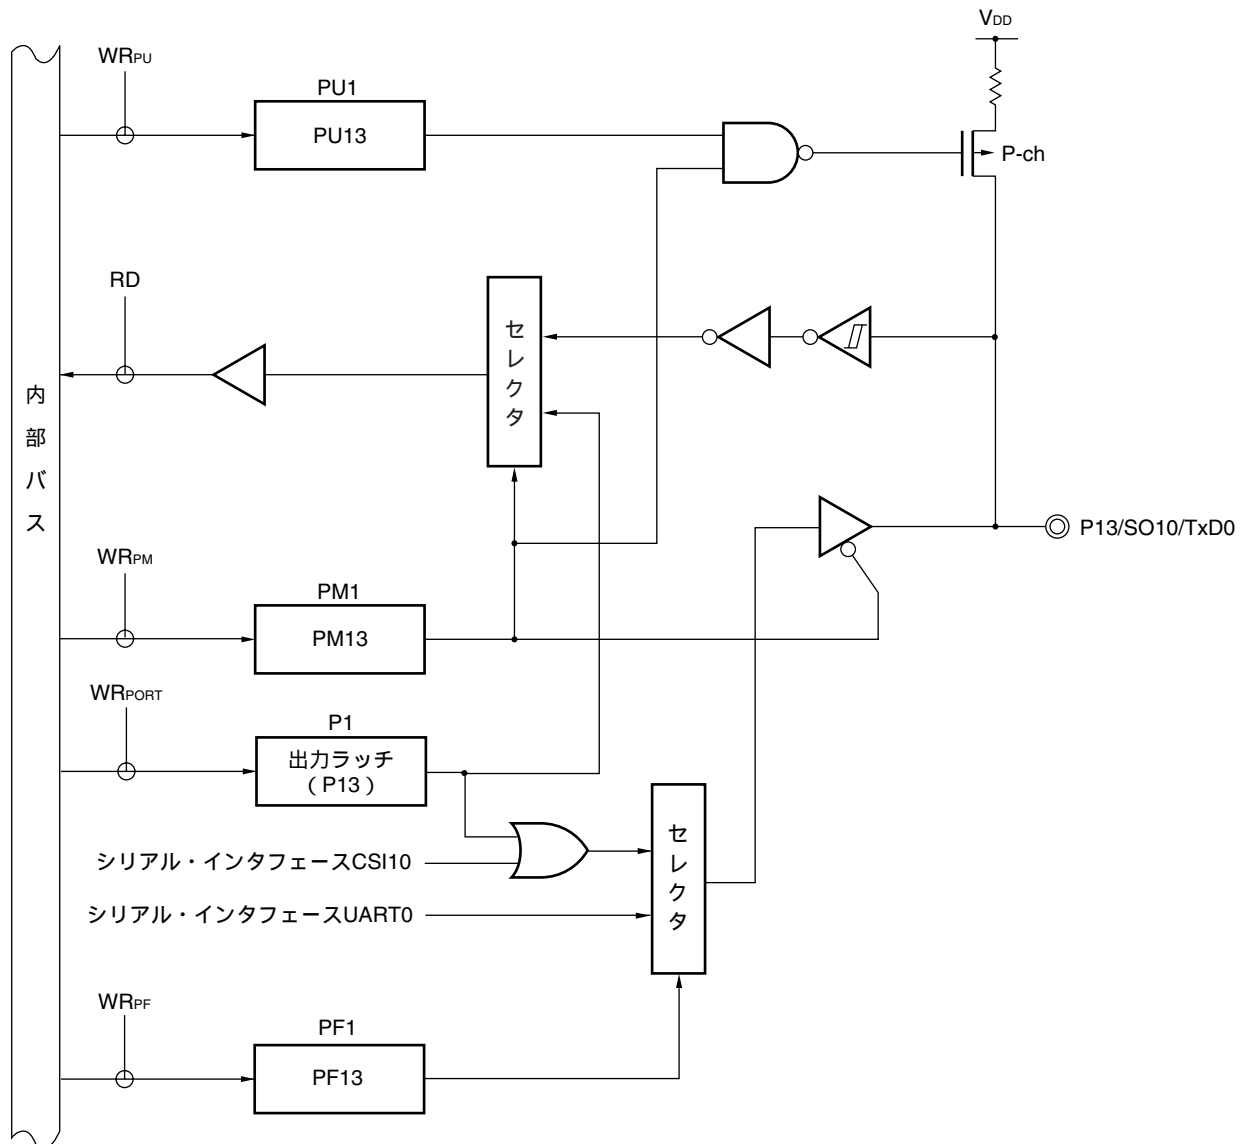 VDD
WRPU
PU1
PU13
P-ch
RD
セレクタ
内部バス
P13/SO10/TxD0
WRPM
PM1
PM13
WRPORT
P1
出力ラッチ
（P13）
セレクタ
シリアル・インタフェースCSI10
シリアル・インタフェースUART0
WRPF
PF1
PF13